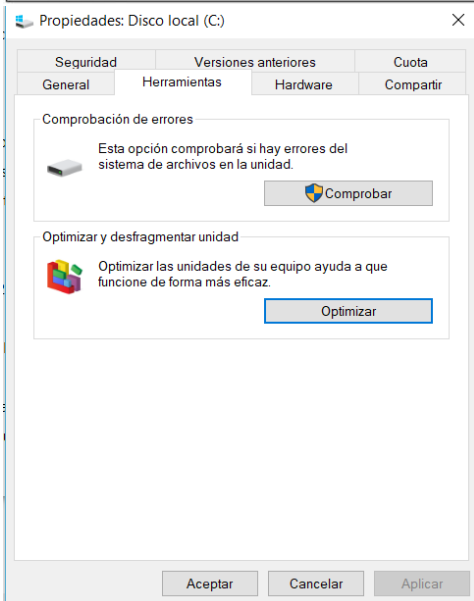 Propiedades: Disco local (C:)
Seguridad Versiones anteriores Cuota
General Herramientas Hardware Compartir
Comprobación de errores
Esta opción comprobará si hay errores del
sistema de archivos en la unidad.
Comprobar
Optimizar y desfragmentar unidad
Optimizar las unidades de su equipo ayuda a que
funcione de forma más eficaz.
Optimizar
Aceptar Cancelar Aplicar